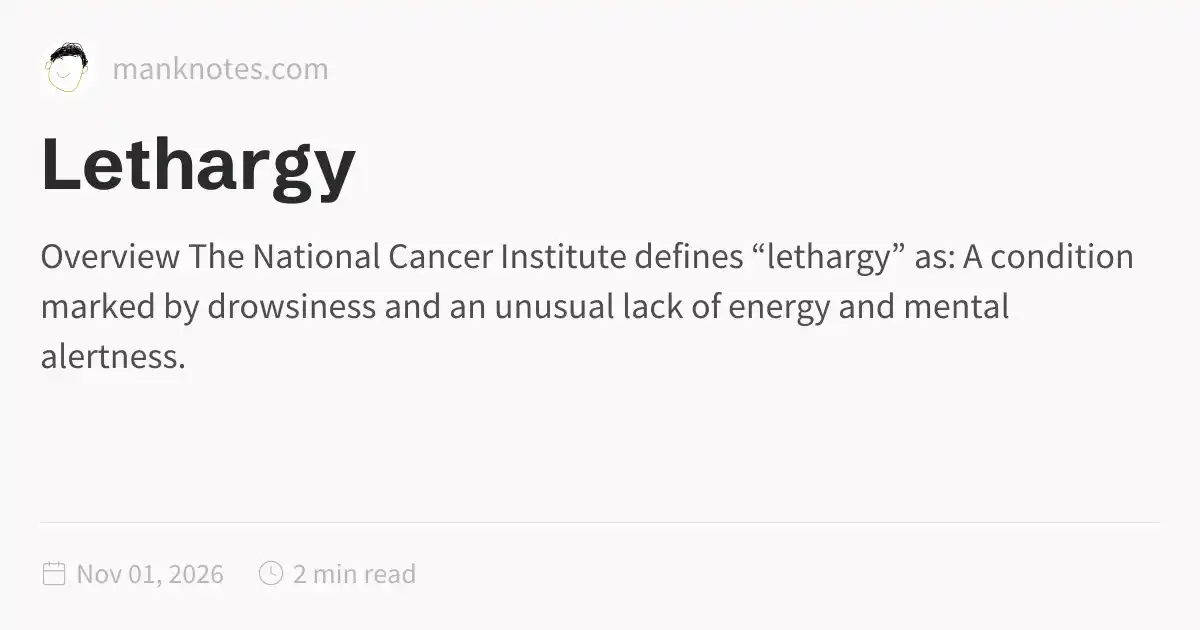 manknotes.com
Lethargy
Overview The National Cancer Institute defines “lethargy” as: A condition
marked by drowsiness and an unusual lack of energy and mental
alertness.
Nov 01, 2026 2 min read